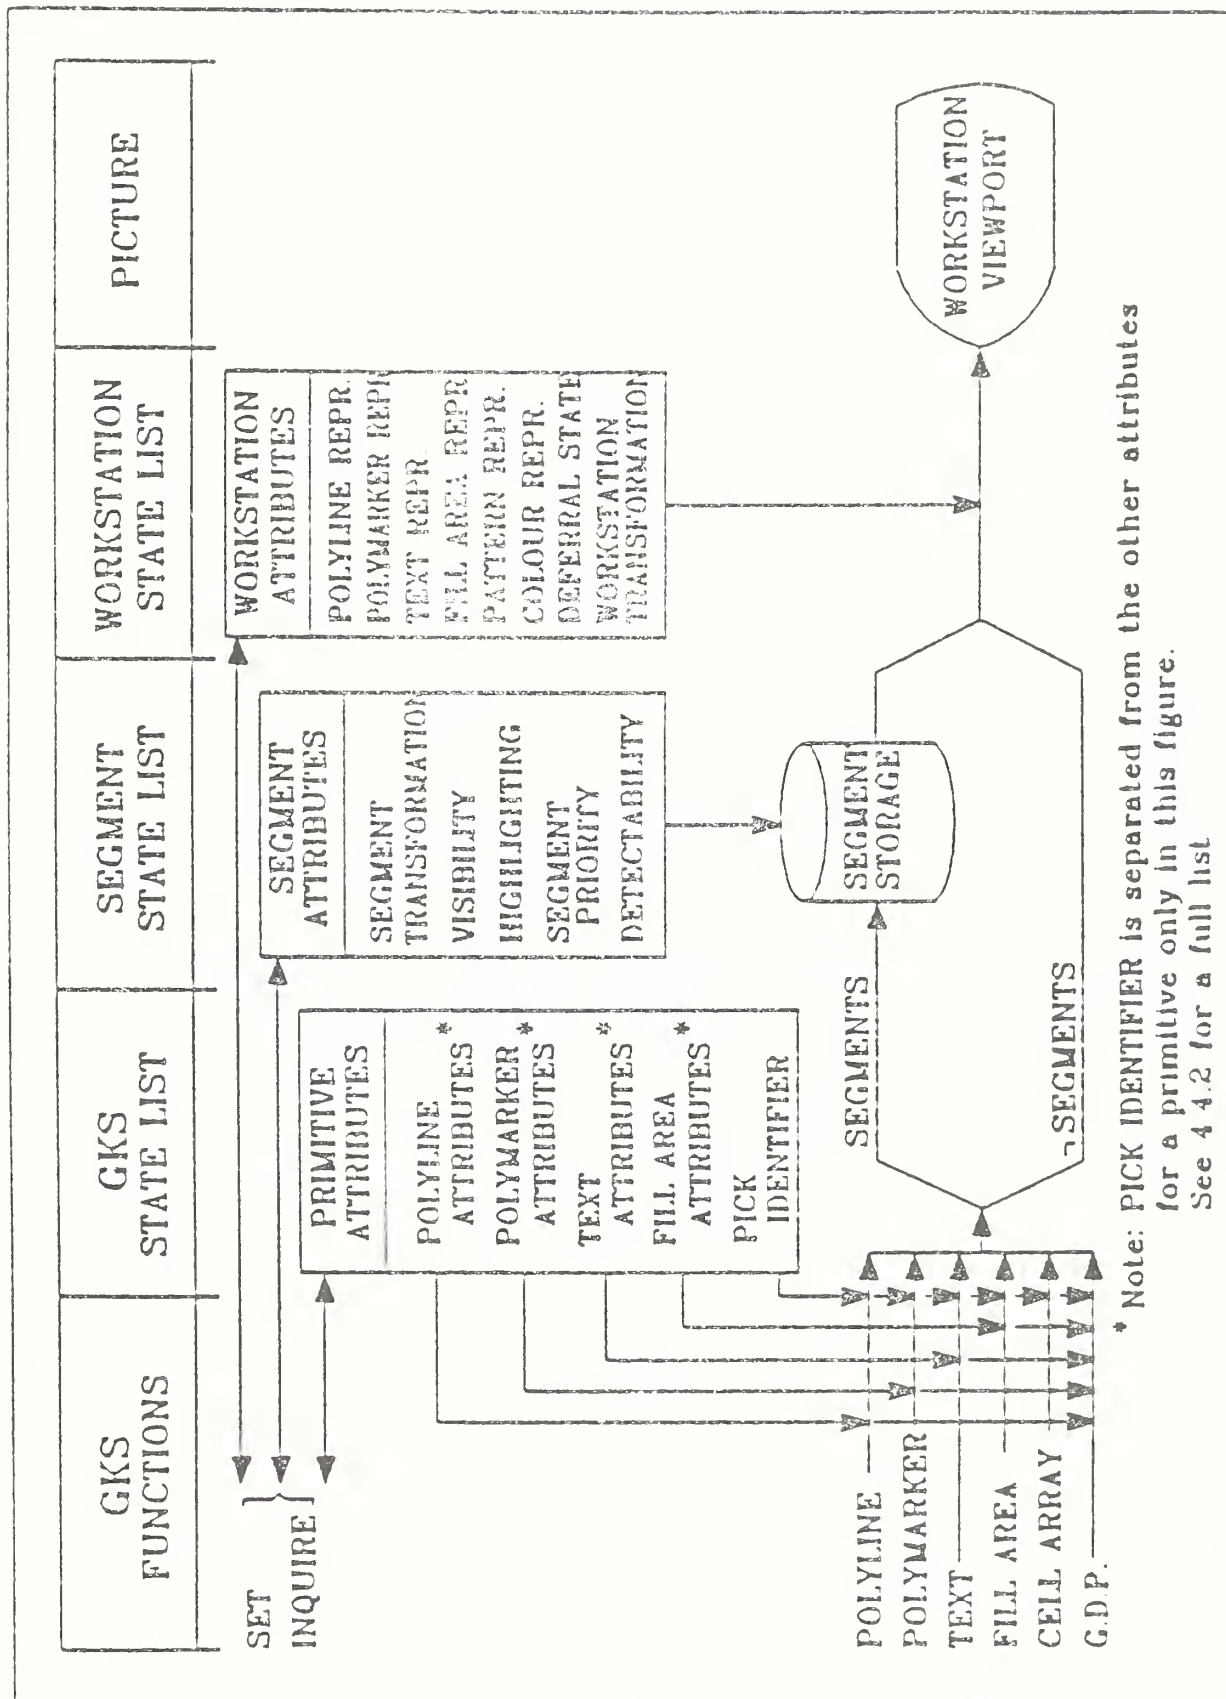 GKS
FUNCTIONS
GKS
STATE LIST
SEGMENT
STATE LIST
WORKSTATION
STATE LIST
PICTURE
SET
INQUIRE
PRIMITIVE
ATTRIBUTES
POLYLINE
ATTRIBUTES *
POLYMARKER
ATTRIBUTES *
TEXT
ATTRIBUTES *
FILL AREA
ATTRIBUTES *
PICK
IDENTIFIER
SEGMENT
ATTRIBUTES
SEGMENT
TRANSFORMATION
VISIBILITY
HIGHLIGHTING
SEGMENT
PRIORITY
DETECTABILITY
WORKSTATION
ATTRIBUTES
POLYLINE REPR.
POLYMARKER REPR
TEXT REPR.
FILL AREA REPR
PATTERN REPR.
COLOUR REPR.
DEFERRAL STATE
WORKSTATION
TRANSFORMATION
POLYLINE
POLYMARKER
TEXT
FILL AREA
CELL ARRAY
G.D.P.
SEGMENTS
¬SEGMENTS
SEGMENT
STORAGE
WORKSTATION
VIEWPORT
* Note: PICK IDENTIFIER is separated from the other attributes
for a primitive only in this figure.
See 4.4.2 for a full list